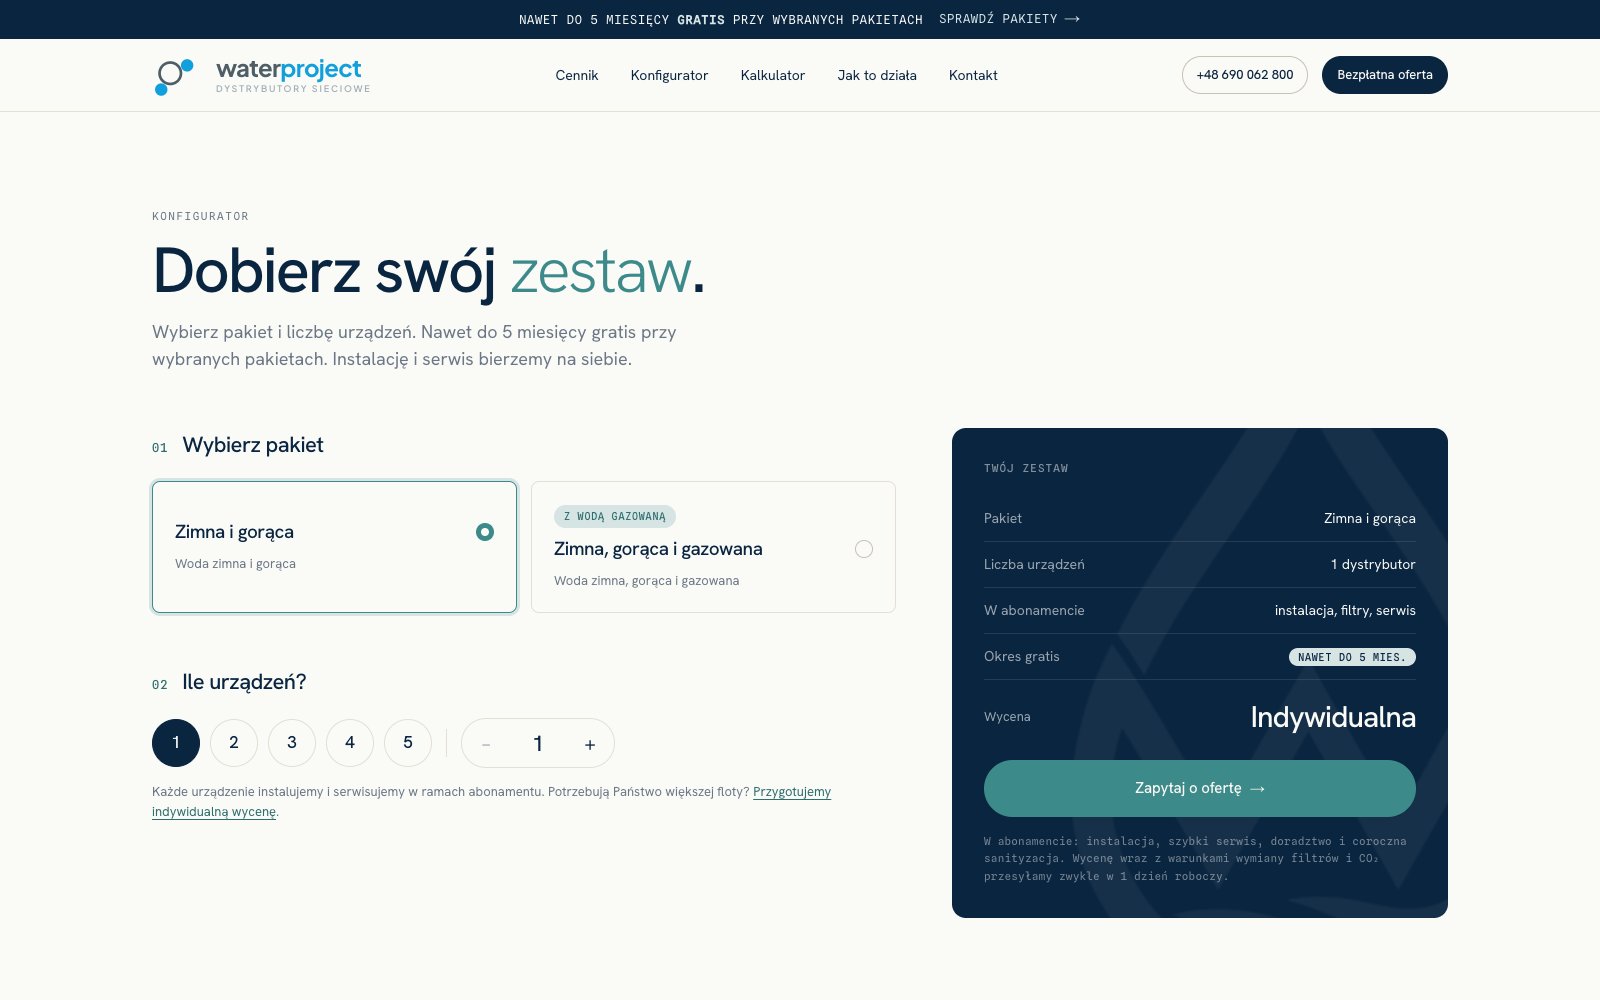 NAWET DO 5 MIESIĘCY GRATIS PRZY WYBRANYCH PAKIETACH SPRAWDŹ PAKIETY →
waterproject
DYSTRYBUTORY SIECIOWE
Cennik Konfigurator Kalkulator Jak to działa Kontakt
+48 690 062 800
Bezpłatna oferta
KONFIGURATOR
Dobierz swój zestaw.
Wybierz pakiet i liczbę urządzeń. Nawet do 5 miesięcy gratis przy
wybranych pakietach. Instalację i serwis bierzemy na siebie.
01 Wybierz pakiet
Zimna i gorąca
Woda zimna i gorąca
Z WODĄ GAZOWANĄ
Zimna, gorąca i gazowana
Woda zimna, gorąca i gazowana
02 Ile urządzeń?
1 2 3 4 5 − 1 +
Każde urządzenie instalujemy i serwisujemy w ramach abonamentu. Potrzebują Państwo większej floty? Przygotujemy
indywidualną wycenę.
TWÓJ ZESTAW
Pakiet Zimna i gorąca
Liczba urządzeń 1 dystrybutor
W abonamencie instalacja, filtry, serwis
Okres gratis NAWET DO 5 MIES.
Wycena Indywidualna
Zapytaj o ofertę →
W abonamencie: instalacja, szybki serwis, doradztwo i coroczna
sanityzacja. Wycenę wraz z warunkami wymiany filtrów i CO₂
przesyłamy zwykle w 1 dzień roboczy.